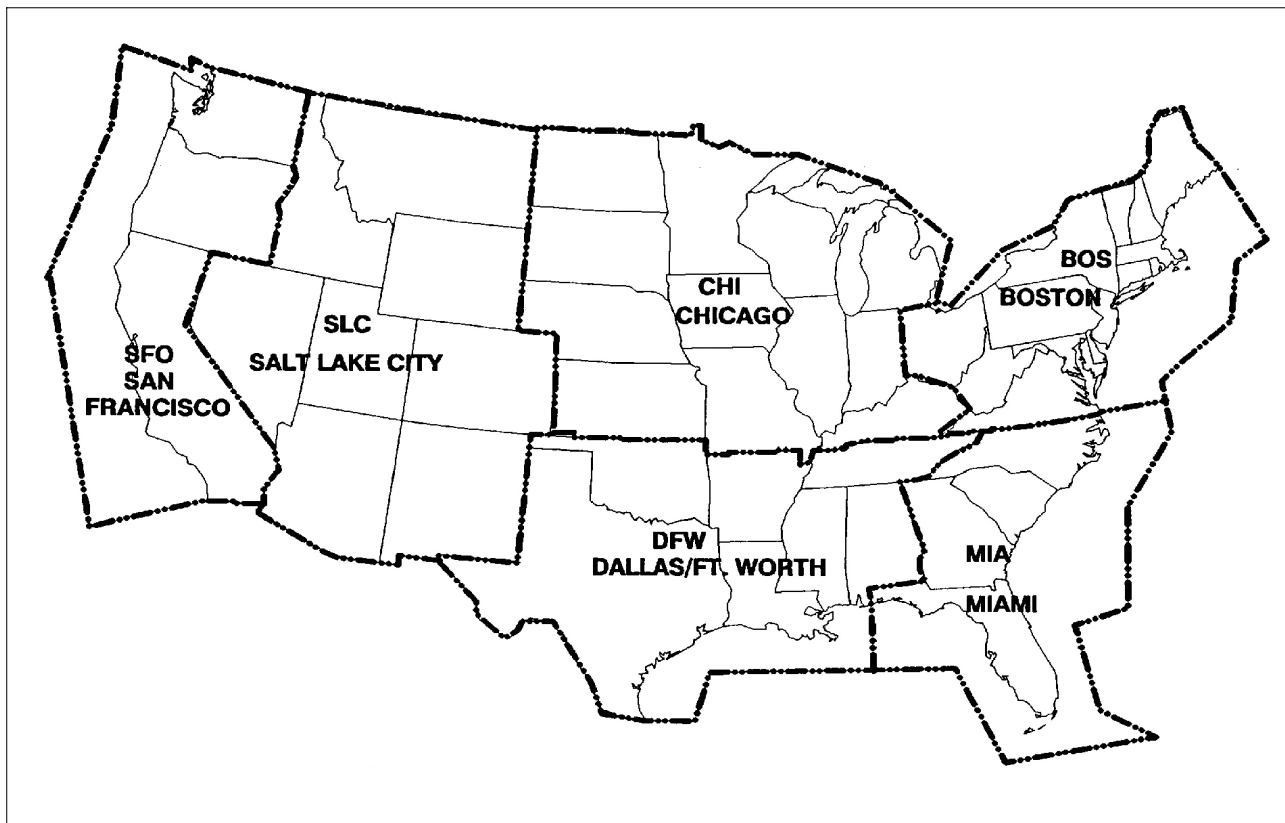 BOS
BOSTON
CHI
CHICAGO
SLC
SALT LAKE CITY
SFO
SAN
FRANCISCO
DFW
DALLAS/FT. WORTH
MIA
MIAMI